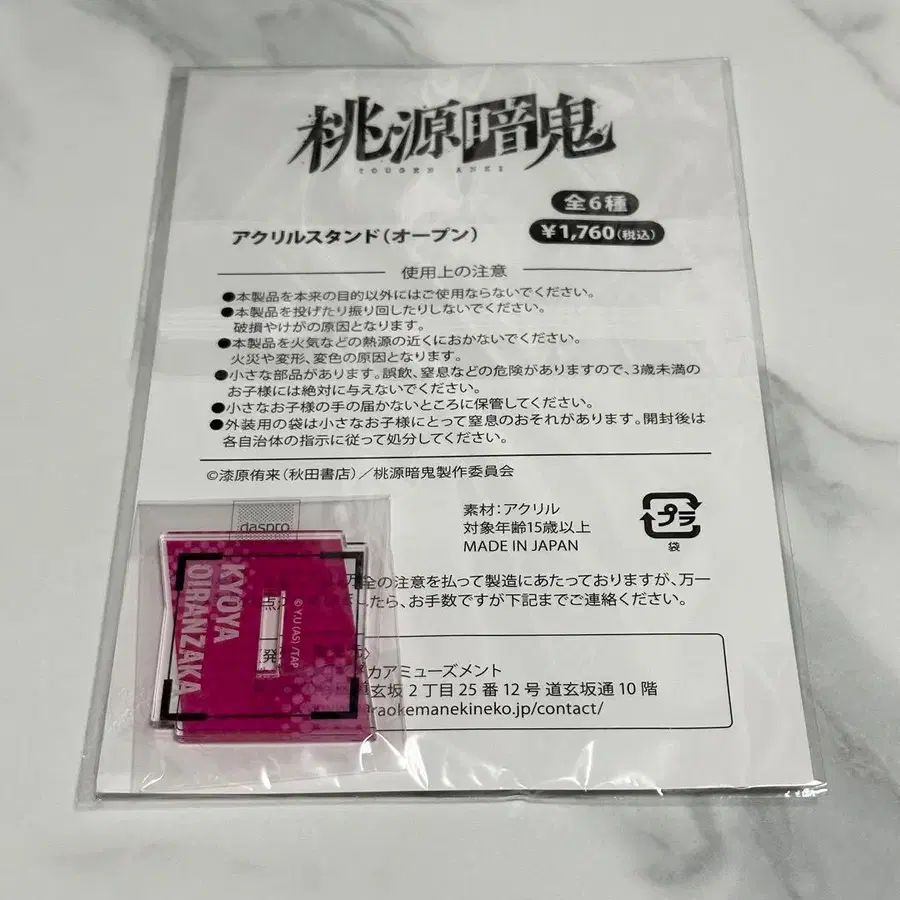 桃源暗鬼
TOUGEN ANKI
全6種
アクリルスタンド(オープン)
¥1,760(税込)
使用上の注意
●本製品を本来の目的以外にはご使用ならないでください。
●本製品を投げたり振り回したりしないでください。
破損やけがの原因となります。
●本製品を火気などの熱源の近くにおかないでください。
火災や変形、変色の原因となります。
●小さな部品があります。誤飲、窒息などの危険がありますので、3歳未満の
お子様には絶対に与えないでください。
●小さなお子様の手の届かないところに保管してください。
●外装用の袋は小さなお子様にとって窒息のおそれがあります。開封後は
各自治体の指示に従って処分してください。
©漆原侑来(秋田書店)/桃源暗鬼製作委員会
素材:アクリル
対象年齢15歳以上
MADE IN JAPAN
プラ
袋
daspro
KYOYA
OIRANZAKA
© Y.U (AS) /TAP
全の注意を払って製造にあたっておりますが、万一
したら、お手数ですが下記までご連絡ください。
カアミューズメント
玄坂2丁目25番12号 道玄坂通10階
araokemanekineko.jp/contact/